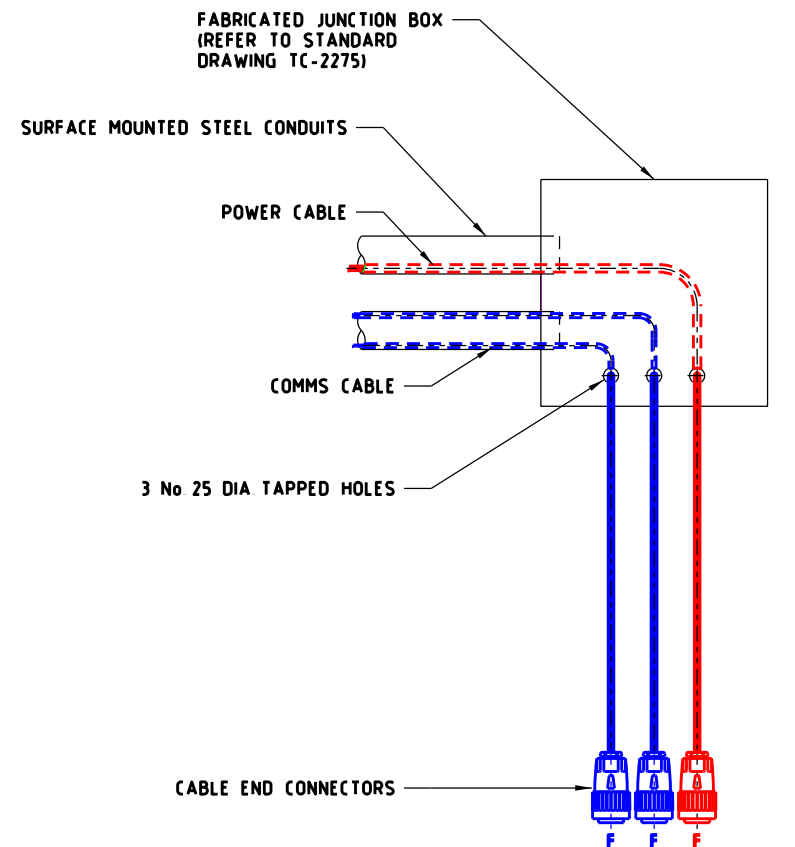 FABRICATED JUNCTION BOX
(REFER TO STANDARD
DRAWING TC-2275)
SURFACE MOUNTED STEEL CONDUITS
POWER CABLE
COMMS CABLE
3 No. 25 DIA. TAPPED HOLES
CABLE END CONNECTORS
F F F